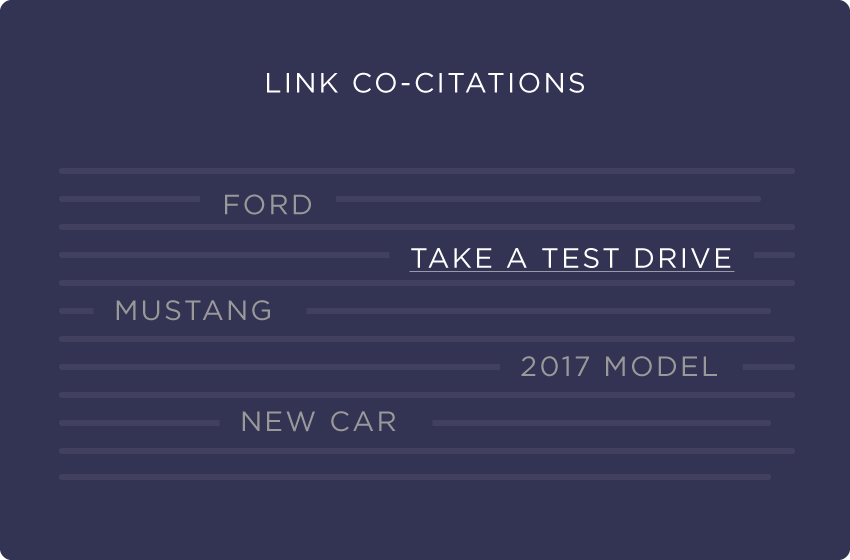 LINK CO-CITATIONS
FORD
TAKE A TEST DRIVE
MUSTANG
2017 MODEL
NEW CAR